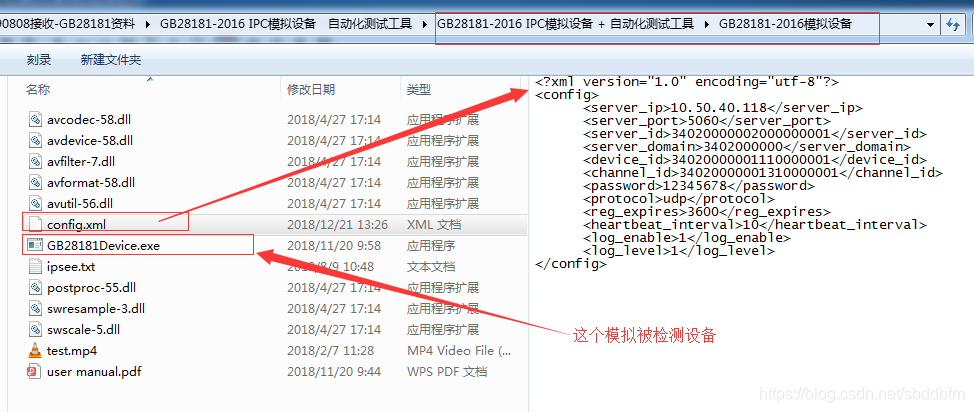 90808接收-GB28181资料 ▸ GB28181-2016 IPC模拟设备 自动化测试工具 ▸ GB28181-2016 IPC模拟设备 + 自动化测试工具 ▸ GB28181-2016模拟设备
刻录 新建文件夹
名称 修改日期 类型
avcodec-58.dll 2018/4/27 17:14 应用程序扩展
avdevice-58.dll 2018/4/27 17:14 应用程序扩展
avfilter-7.dll 2018/4/27 17:14 应用程序扩展
avformat-58.dll 2018/4/27 17:14 应用程序扩展
avutil-56.dll 2018/4/27 17:14 应用程序扩展
config.xml 2018/12/21 13:26 XML 文档
GB28181Device.exe 2018/11/20 9:58 应用程序
ipsee.txt 2018/8/9 10:48 文本文档
postproc-55.dll 2018/4/27 17:14 应用程序扩展
swresample-3.dll 2018/4/27 17:14 应用程序扩展
swscale-5.dll 2018/4/27 17:14 应用程序扩展
test.mp4 2018/2/7 11:28 MP4 Video File (...
user manual.pdf 2018/11/20 9:44 WPS PDF 文档
<?xml version="1.0" encoding="utf-8"?>
<config>
<server_ip>10.50.40.118</server_ip>
<server_port>5060</server_port>
<server_id>34020000002000000001</server_id>
<server_domain>3402000000</server_domain>
<device_id>34020000001110000001</device_id>
<channel_id>34020000001310000001</channel_id>
<password>12345678</password>
<protocol>udp</protocol>
<reg_expires>3600</reg_expires>
<heartbeat_interval>10</heartbeat_interval>
<log_enable>1</log_enable>
<log_level>1</log_level>
</config>
这个模拟被检测设备
https://blog.csdn.net/sbddbfm